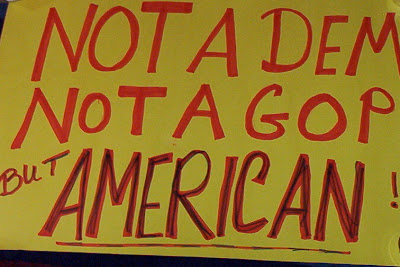 NOT A DEM
NOT A GOP
BUT AMERICAN!